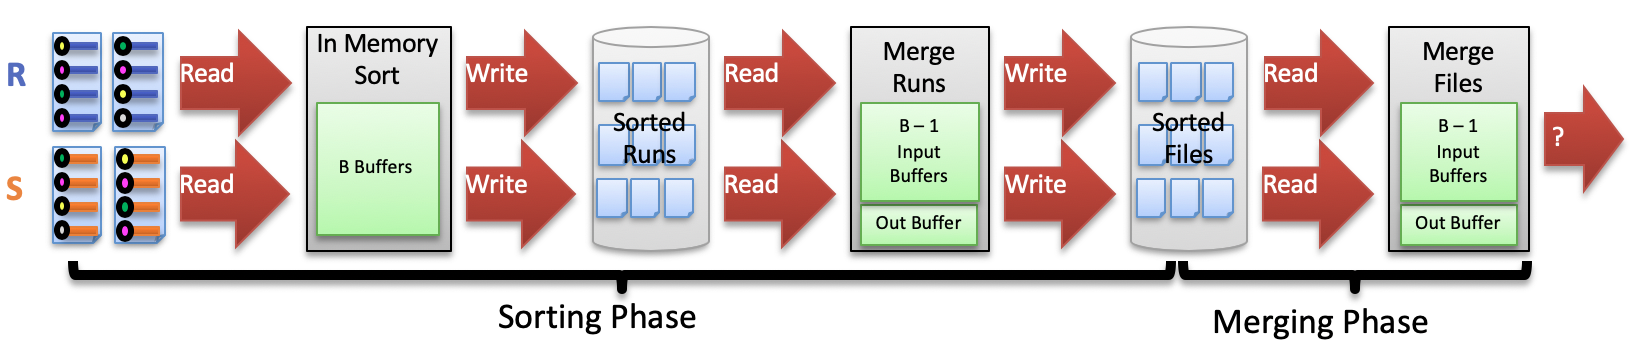 R
S
Read
Read
In Memory
Sort
B Buffers
Write
Write
Sorted
Runs
Read
Read
Merge
Runs
B – 1
Input
Buffers
Out Buffer
Write
Write
Sorted
Files
Read
Read
Merge
Files
B – 1
Input
Buffers
Out Buffer
?
Sorting Phase
Merging Phase